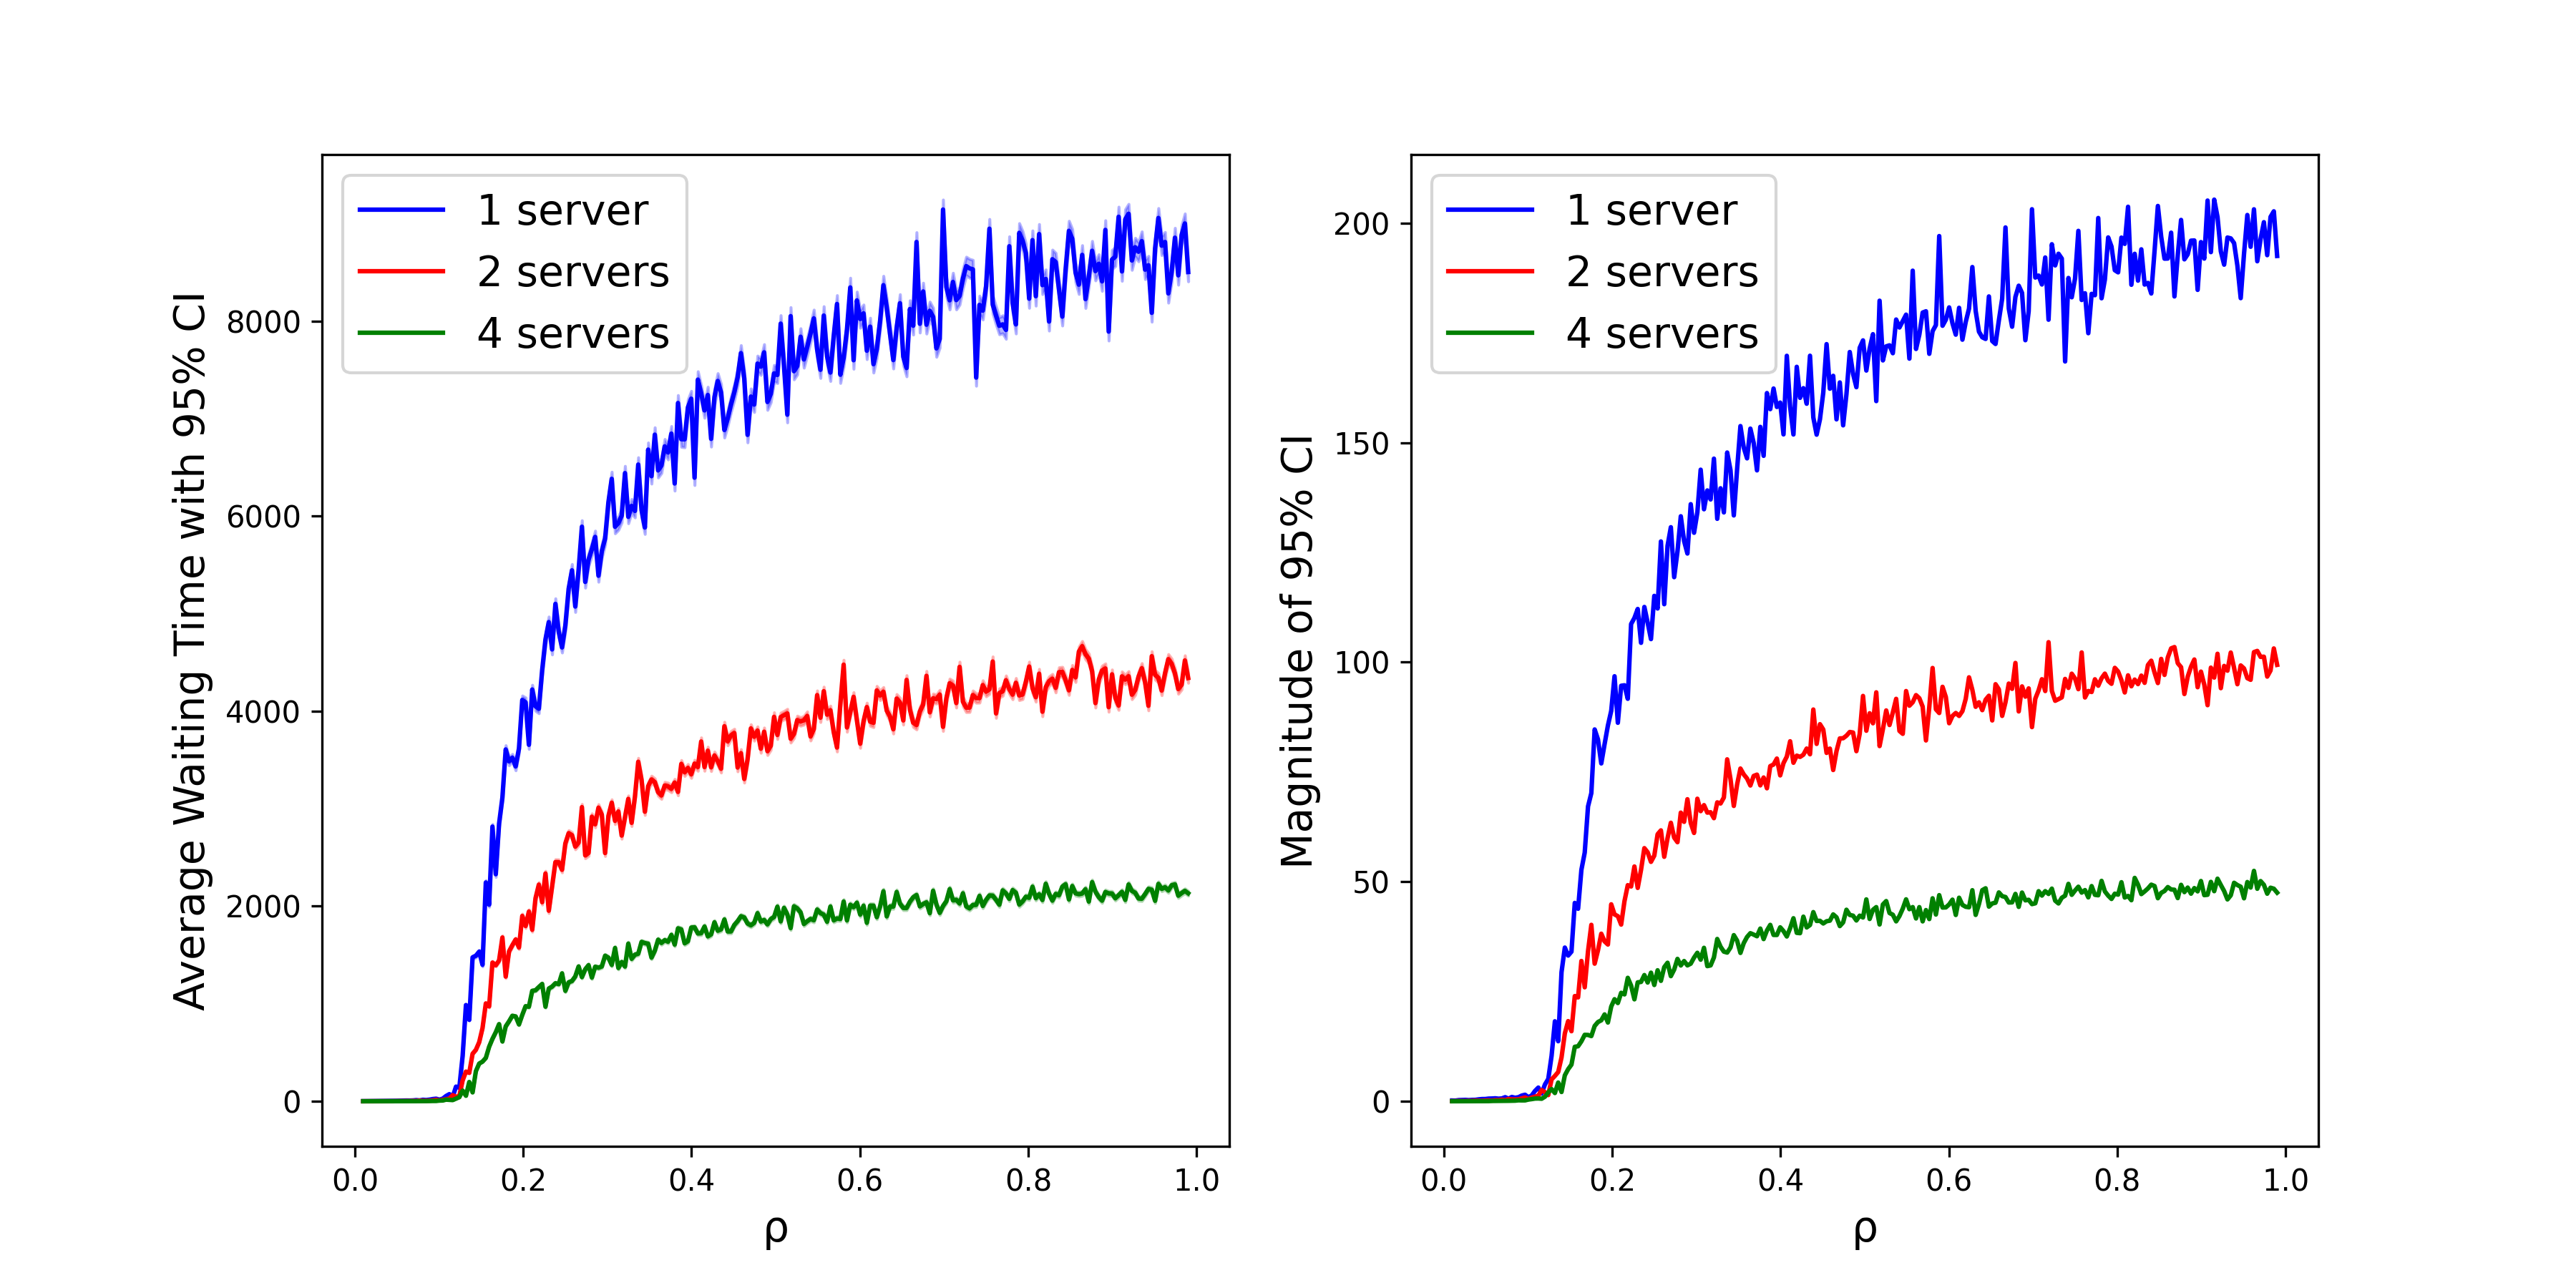 1 server
2 servers
4 servers
Average Waiting Time with 95% CI
8000
6000
4000
2000
0
0.0 0.2 0.4 0.6 0.8 1.0
ρ
1 server
2 servers
4 servers
Magnitude of 95% CI
200
150
100
50
0
0.0 0.2 0.4 0.6 0.8 1.0
ρ